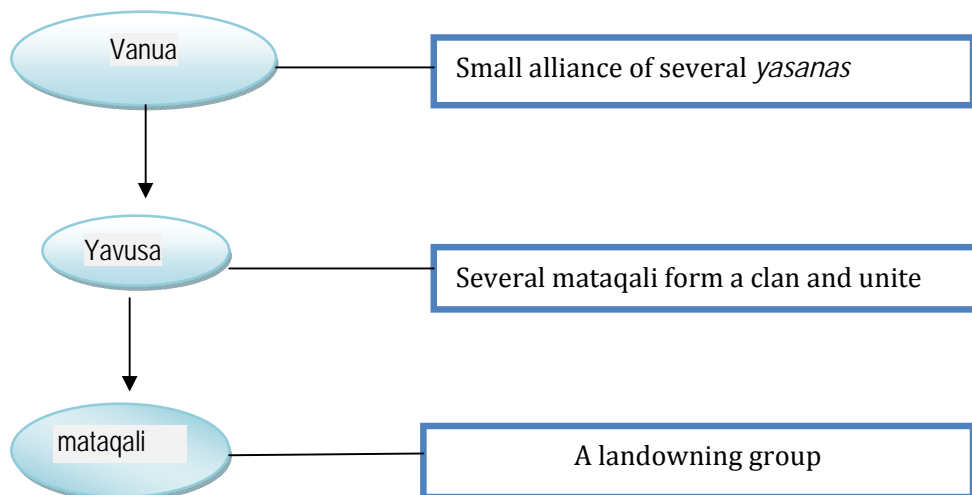 Vanua
Small alliance of several yasanas
Yavusa
Several mataqali form a clan and unite
mataqali
A landowning group